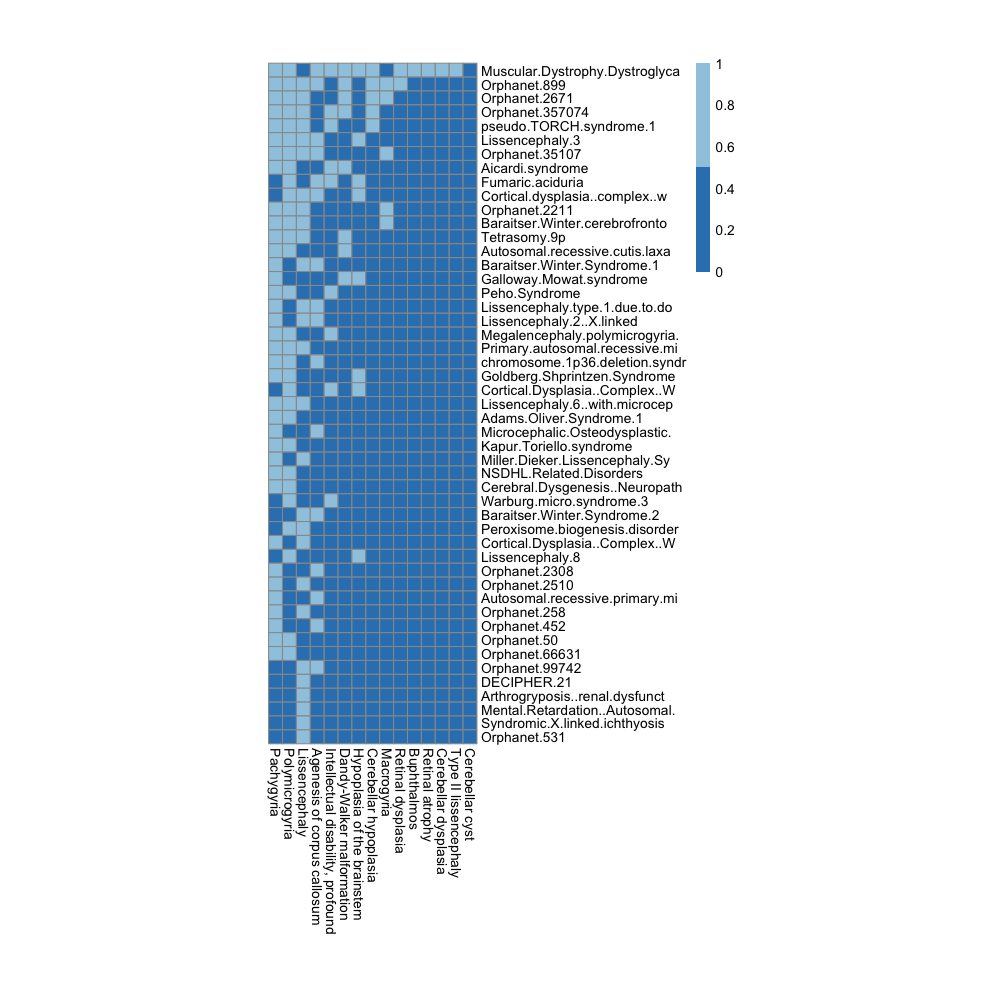 Muscular.Dystrophy.Dystroglyca
Orphanet.899
Orphanet.2671
Orphanet.357074
pseudo.TORCH.syndrome.1
Lissencephaly.3
Orphanet.35107
Aicardi.syndrome
Fumaric.aciduria
Cortical.dysplasia..complex..w
Orphanet.2211
Baraitser.Winter.cerebrofronto
Tetrasomy.9p
Autosomal.recessive.cutis.laxa
Baraitser.Winter.Syndrome.1
Galloway.Mowat.syndrome
Peho.Syndrome
Lissencephaly.type.1.due.to.do
Lissencephaly.2..X.linked
Megalencephaly.polymicrogyria.
Primary.autosomal.recessive.mi
chromosome.1p36.deletion.syndr
Goldberg.Shprintzen.Syndrome
Cortical.Dysplasia..Complex..W
Lissencephaly.6..with.microcep
Adams.Oliver.Syndrome.1
Microcephalic.Osteodysplastic.
Kapur.Toriello.syndrome
Miller.Dieker.Lissencephaly.Sy
NSDHL.Related.Disorders
Cerebral.Dysgenesis..Neuropath
Warburg.micro.syndrome.3
Baraitser.Winter.Syndrome.2
Peroxisome.biogenesis.disorder
Cortical.Dysplasia..Complex..W
Lissencephaly.8
Orphanet.2308
Orphanet.2510
Autosomal.recessive.primary.mi
Orphanet.258
Orphanet.452
Orphanet.50
Orphanet.66631
Orphanet.99742
DECIPHER.21
Arthrogryposis..renal.dysfunct
Mental.Retardation..Autosomal.
Syndromic.X.linked.ichthyosis
Orphanet.531
1
0.8
0.6
0.4
0.2
0
Pachygyria
Polymicrogyria
Lissencephaly
Agenesis of corpus callosum
Intellectual disability, profound
Dandy-Walker malformation
Hypoplasia of the brainstem
Cerebellar hypoplasia
Macrogyria
Retinal dysplasia
Buphthalmos
Retinal atrophy
Cerebellar dysplasia
Type II lissencephaly
Cerebellar cyst